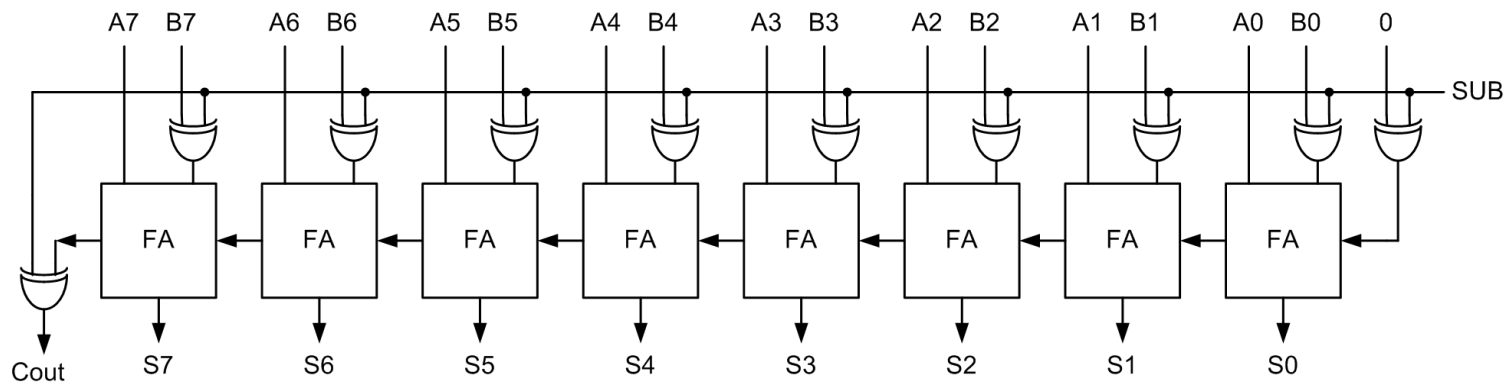 A7 B7 A6 B6 A5 B5 A4 B4 A3 B3 A2 B2 A1 B1 A0 B0 0
SUB
FA FA FA FA FA FA FA FA
Cout S7 S6 S5 S4 S3 S2 S1 S0